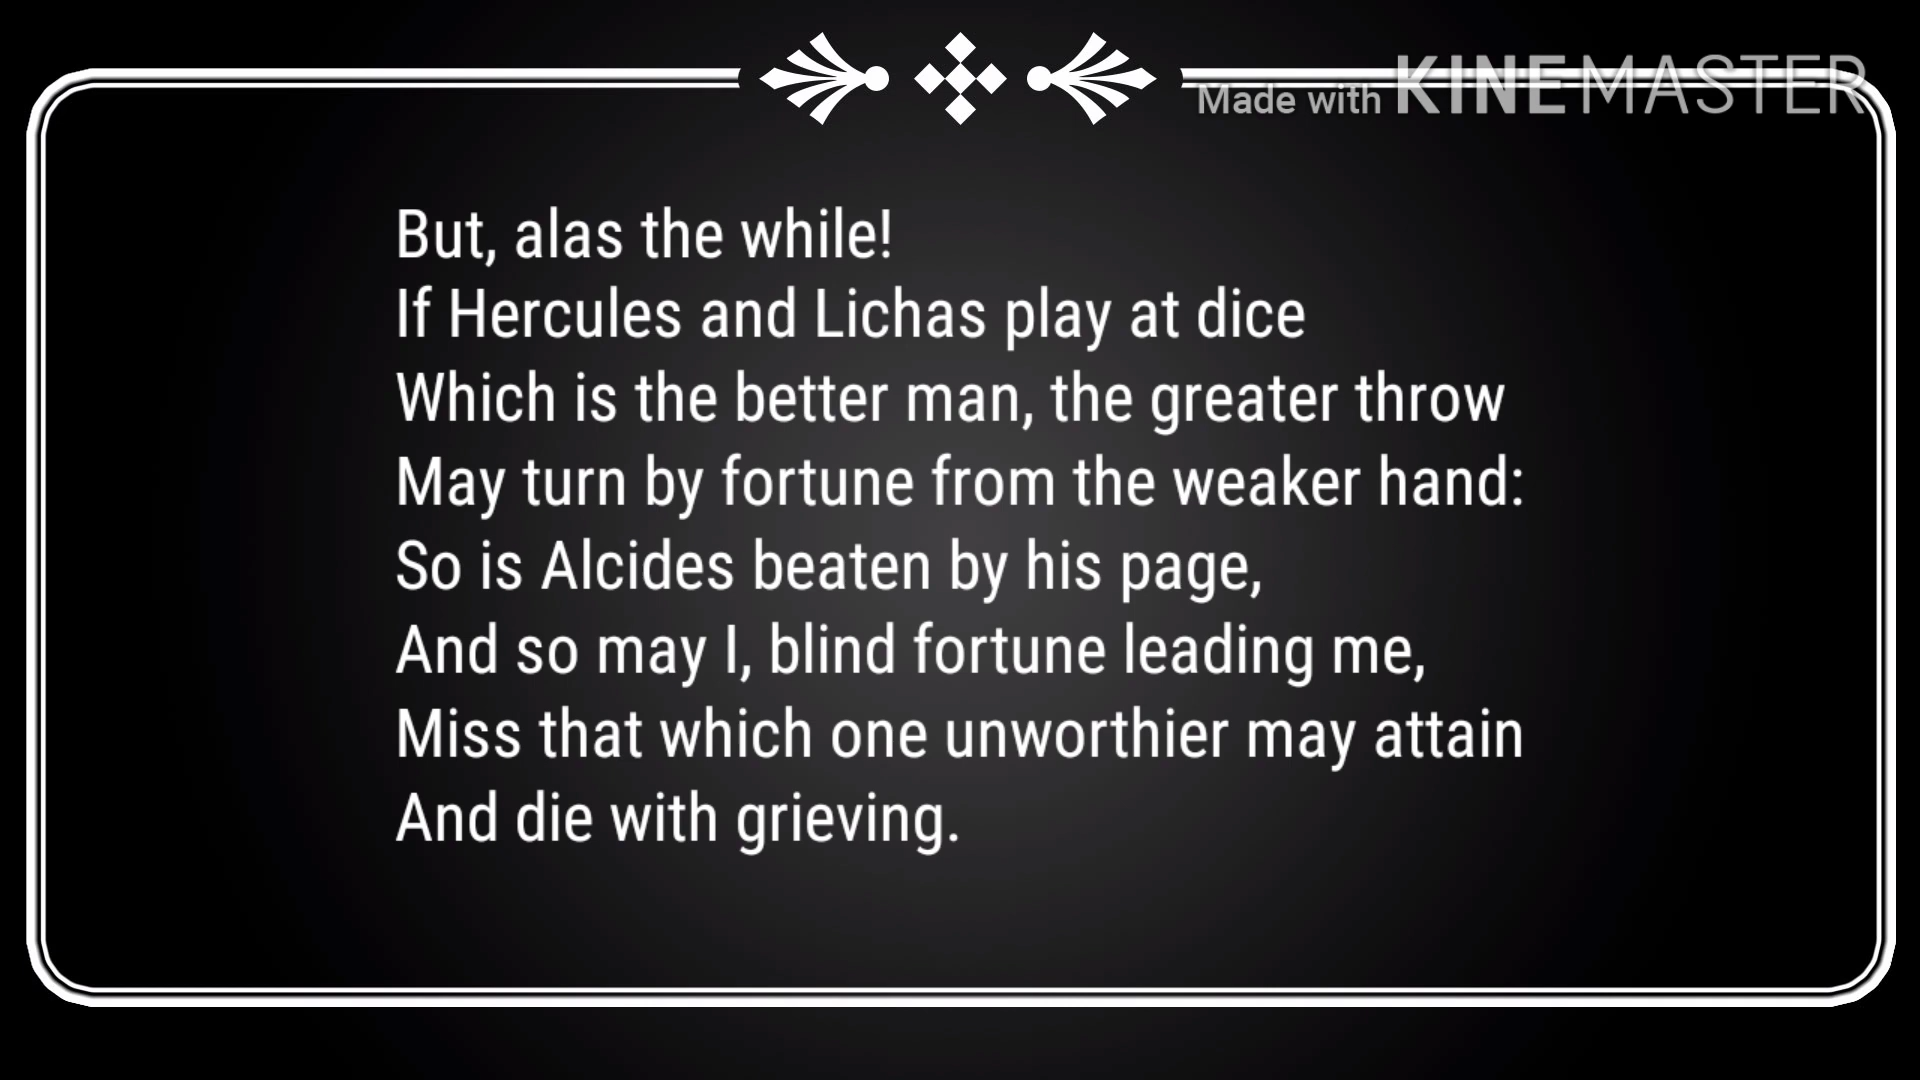 Made with KINEMASTER
But, alas the while!
If Hercules and Lichas play at dice
Which is the better man, the greater throw
May turn by fortune from the weaker hand:
So is Alcides beaten by his page,
And so may I, blind fortune leading me,
Miss that which one unworthier may attain
And die with grieving.